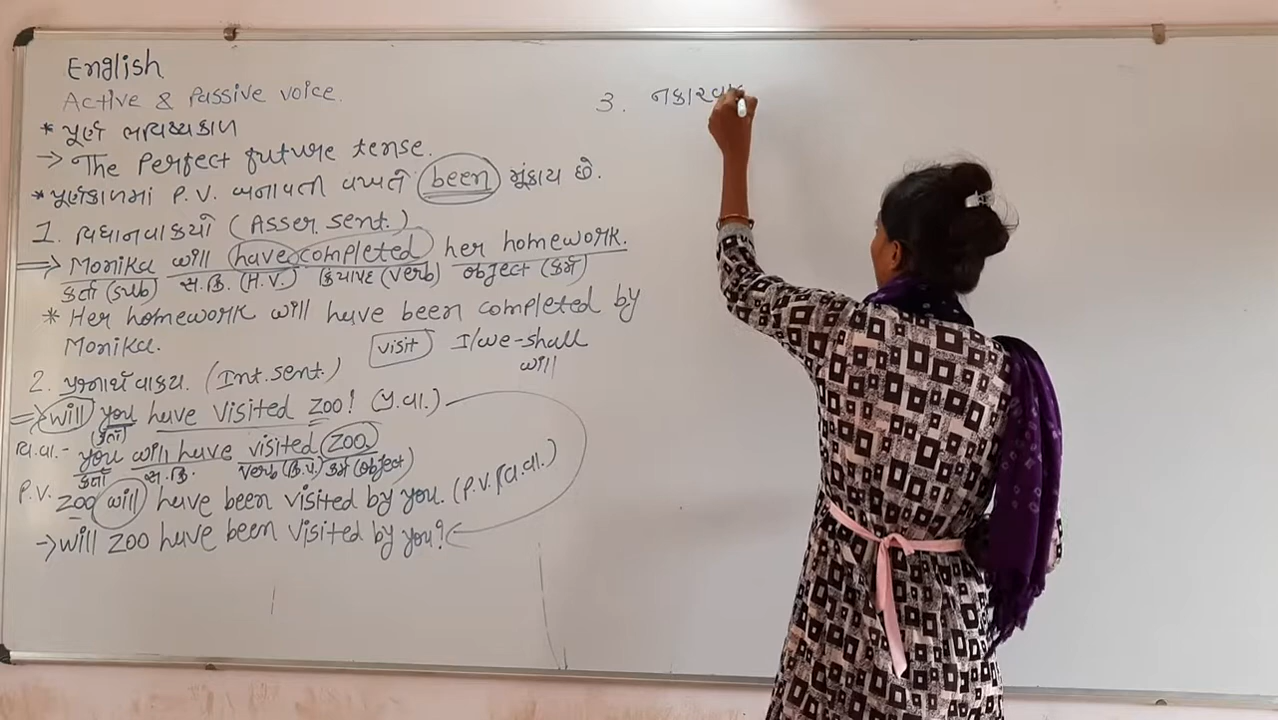 English
Active & Passive voice.
* પૂર્ણ ભવિષ્યકાળ
→ The Perfect future tense.
* પૂર્ણકાળમાં P.V. બનાવતી વખતે been મૂકાય છે.
1. વિધાનવાક્યો (Asser. sent.)
⇒ Monika will have completed her homework.
કર્તા (sub) સ.ક્રિ. (H.V.) ક્રિયાપદ (verb) object (કર્મ)
* Her homework will have been completed by
Monika.
visit I/we-shall
will
2. પ્રશ્નાર્થ વાક્ય. (Int. sent.)
⇒ will you have visited zoo? (પ્ર.વા.)
(કર્તા)
વિ.વા.- you will have visited zoo
કર્તા સ.ક્રિ. verb (ક્રિ.પ.) કર્મ (object)
P.V. zoo will have been visited by you. (P.V./વિ.વા.)
→ will zoo have been visited by you?
3. નકારવા